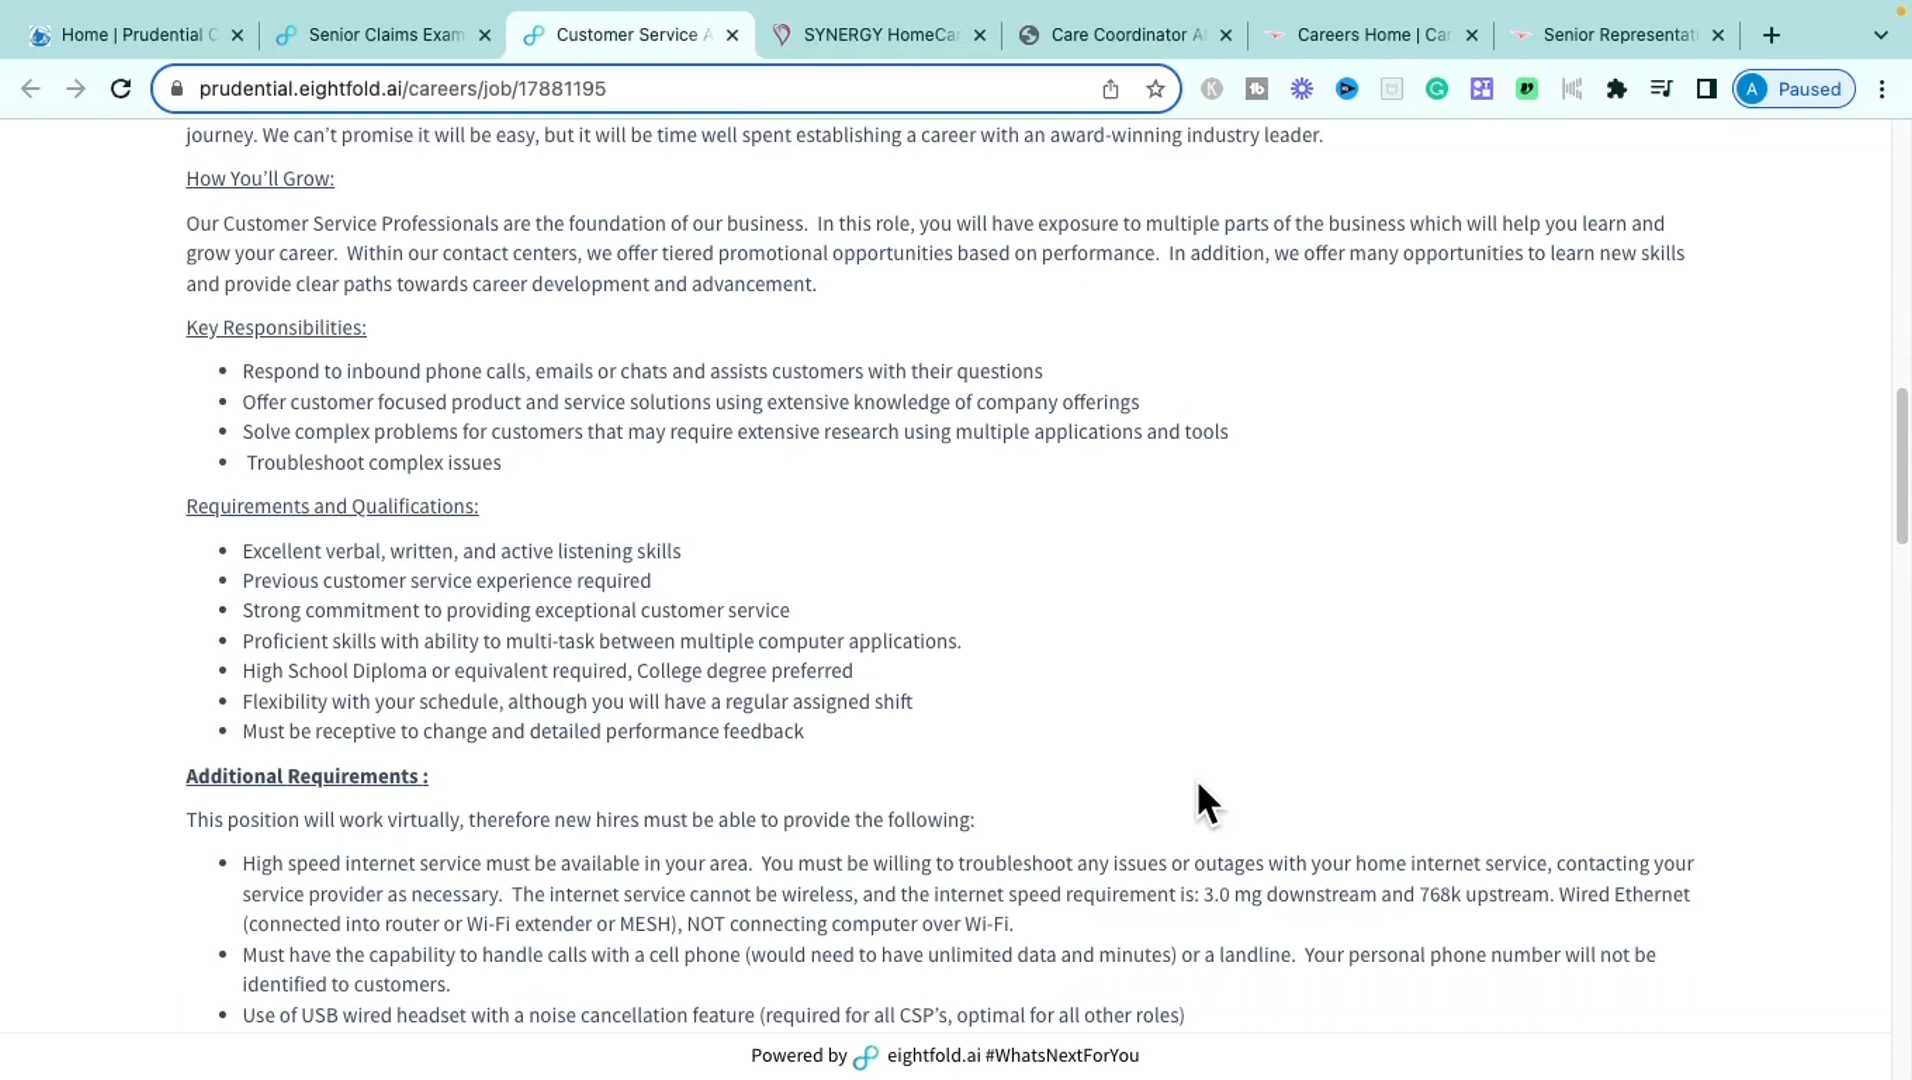 Home | Prudential C
Senior Claims Exam
Customer Service A
SYNERGY HomeCar
Care Coordinator A
Careers Home | Car
Senior Representati
prudential.eightfold.ai/careers/job/17881195
A Paused
journey. We can’t promise it will be easy, but it will be time well spent establishing a career with an award-winning industry leader.
How You’ll Grow:
Our Customer Service Professionals are the foundation of our business. In this role, you will have exposure to multiple parts of the business which will help you learn and
grow your career. Within our contact centers, we offer tiered promotional opportunities based on performance. In addition, we offer many opportunities to learn new skills
and provide clear paths towards career development and advancement.
Key Responsibilities:
• Respond to inbound phone calls, emails or chats and assists customers with their questions
• Offer customer focused product and service solutions using extensive knowledge of company offerings
• Solve complex problems for customers that may require extensive research using multiple applications and tools
• Troubleshoot complex issues
Requirements and Qualifications:
• Excellent verbal, written, and active listening skills
• Previous customer service experience required
• Strong commitment to providing exceptional customer service
• Proficient skills with ability to multi-task between multiple computer applications.
• High School Diploma or equivalent required, College degree preferred
• Flexibility with your schedule, although you will have a regular assigned shift
• Must be receptive to change and detailed performance feedback
Additional Requirements :
This position will work virtually, therefore new hires must be able to provide the following:
• High speed internet service must be available in your area. You must be willing to troubleshoot any issues or outages with your home internet service, contacting your
service provider as necessary. The internet service cannot be wireless, and the internet speed requirement is: 3.0 mg downstream and 768k upstream. Wired Ethernet
(connected into router or Wi-Fi extender or MESH), NOT connecting computer over Wi-Fi.
• Must have the capability to handle calls with a cell phone (would need to have unlimited data and minutes) or a landline. Your personal phone number will not be
identified to customers.
• Use of USB wired headset with a noise cancellation feature (required for all CSP’s, optimal for all other roles)
Powered by eightfold.ai #WhatsNextForYou